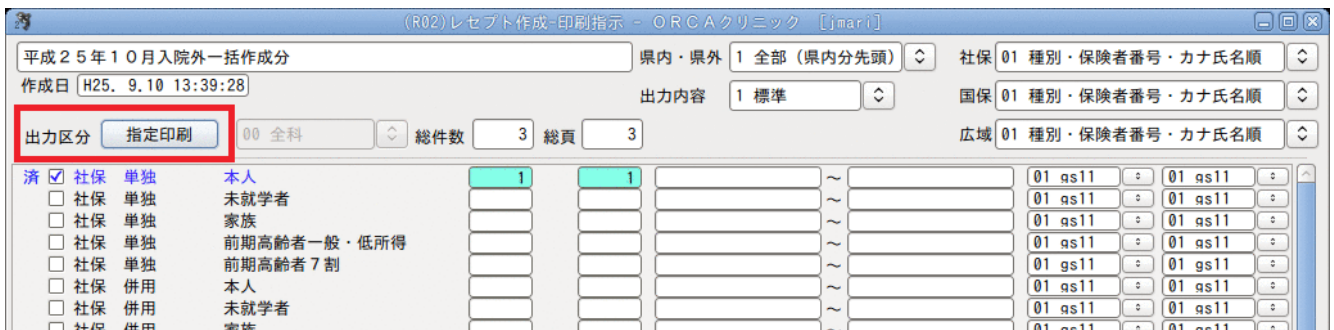 (R02)レセプト作成-印刷指示 - ＯＲＣＡクリニック [jmari]
平成２５年１０月入院外一括作成分 県内・県外 1 全部（県内分先頭） 社保 01 種別・保険者番号・カナ氏名順
作成日 H25. 9.10 13:39:28 出力内容 1 標準 国保 01 種別・保険者番号・カナ氏名順
出力区分 指定印刷 00 全科 総件数 3 総頁 3 広域 01 種別・保険者番号・カナ氏名順
済 社保 単独 本人 1 1 ～ 01 gs11 01 gs11
社保 単独 未就学者 ～ 01 gs11 01 gs11
社保 単独 家族 ～ 01 gs11 01 gs11
社保 単独 前期高齢者一般・低所得 ～ 01 gs11 01 gs11
社保 単独 前期高齢者７割 ～ 01 gs11 01 gs11
社保 併用 本人 ～ 01 gs11 01 gs11
社保 併用 未就学者 ～ 01 gs11 01 gs11
社保 併用 家族 01 gs11 01 gs11